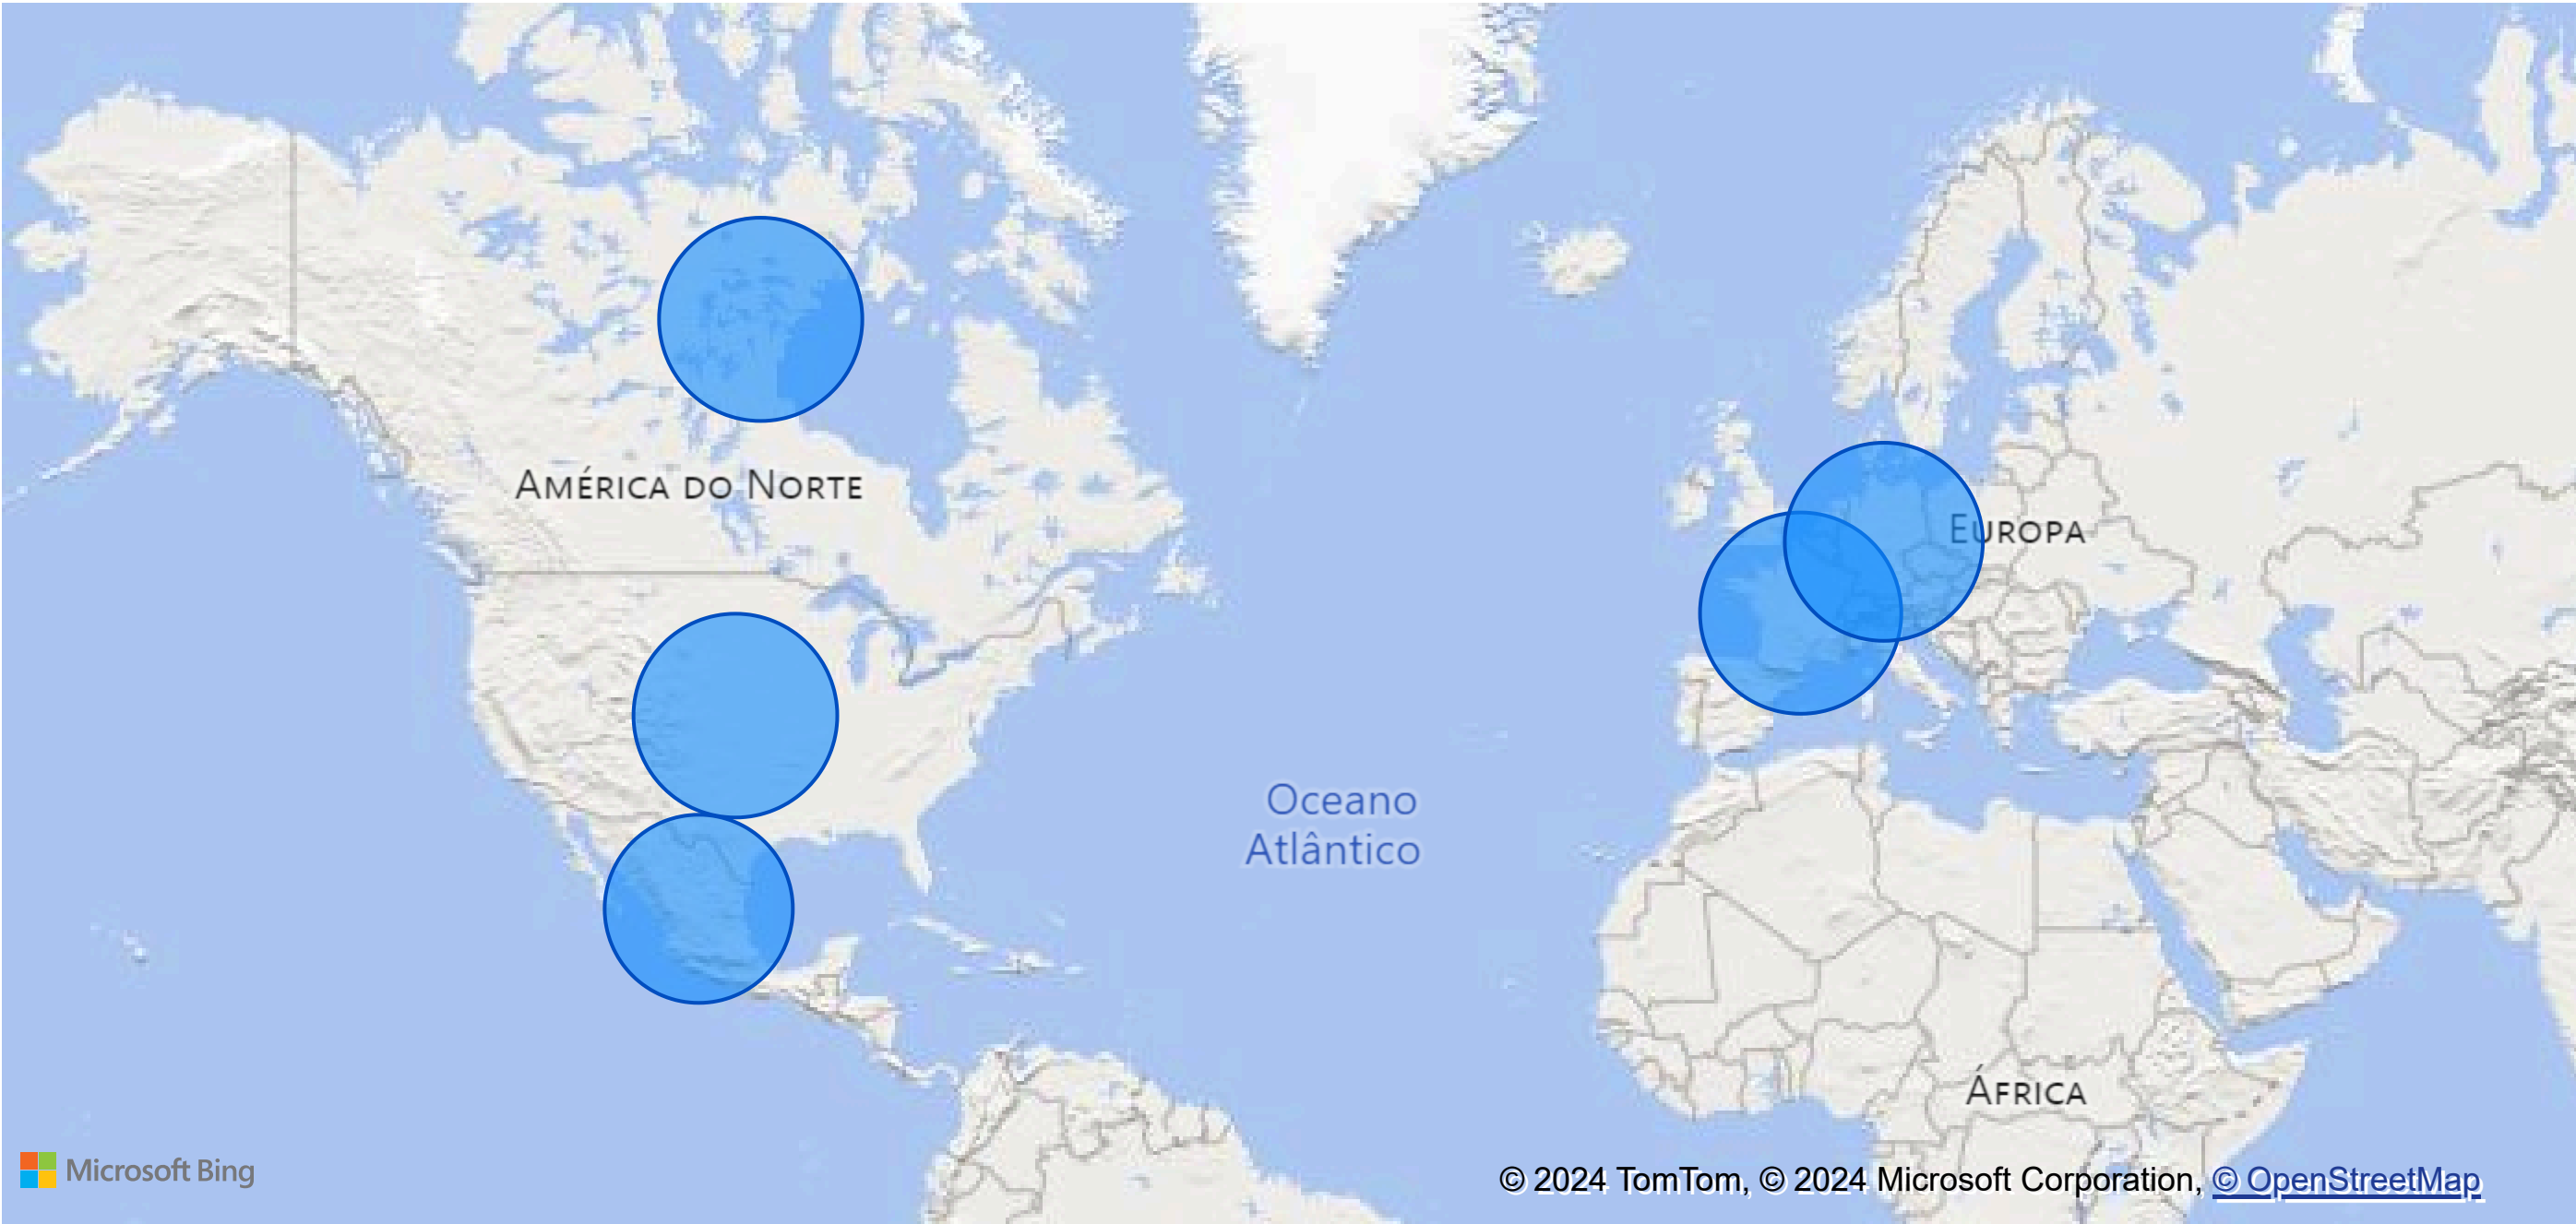 AMÉRICA DO NORTE
EUROPA
Oceano
Atlântico
ÁFRICA
Microsoft Bing
© 2024 TomTom, © 2024 Microsoft Corporation, © OpenStreetMap